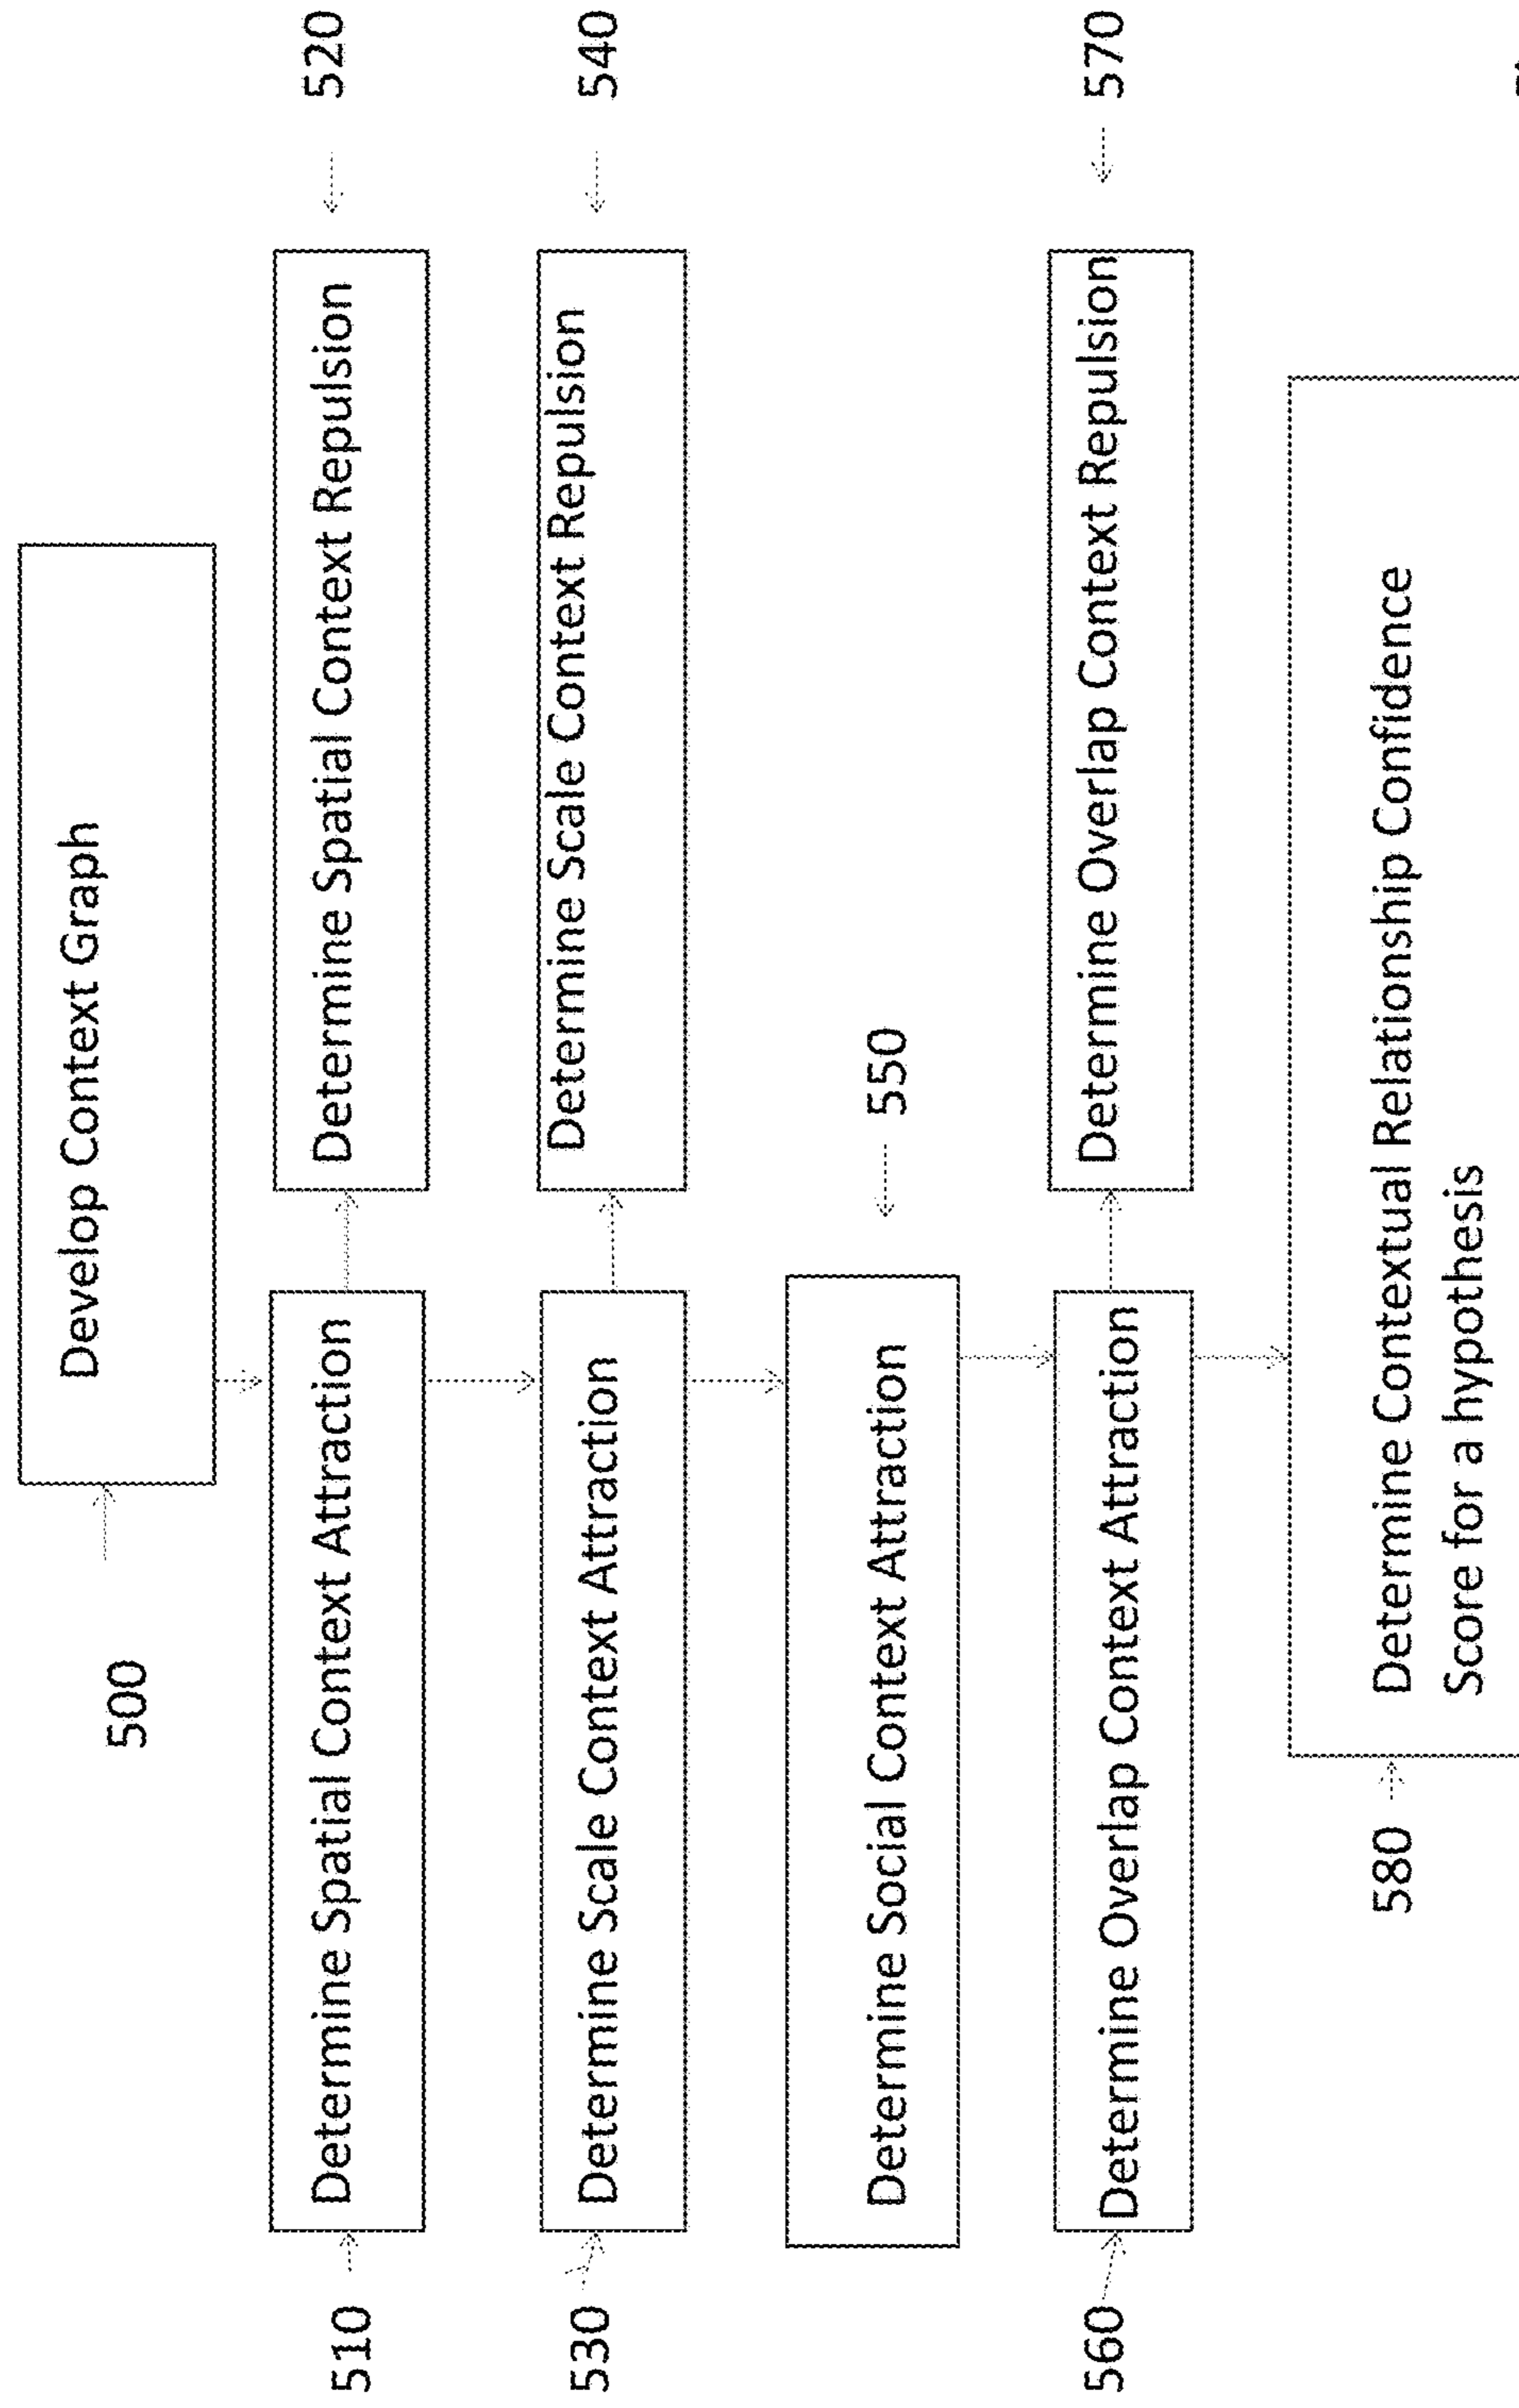 Develop Context Graph
500
Determine Spatial Context Attraction
510
Determine Spatial Context Repulsion
520
Determine Scale Context Attraction
530
Determine Scale Context Repulsion
540
Determine Social Context Attraction
550
Determine Overlap Context Attraction
560
Determine Overlap Context Repulsion
570
Determine Contextual Relationship Confidence
Score for a hypothesis
580